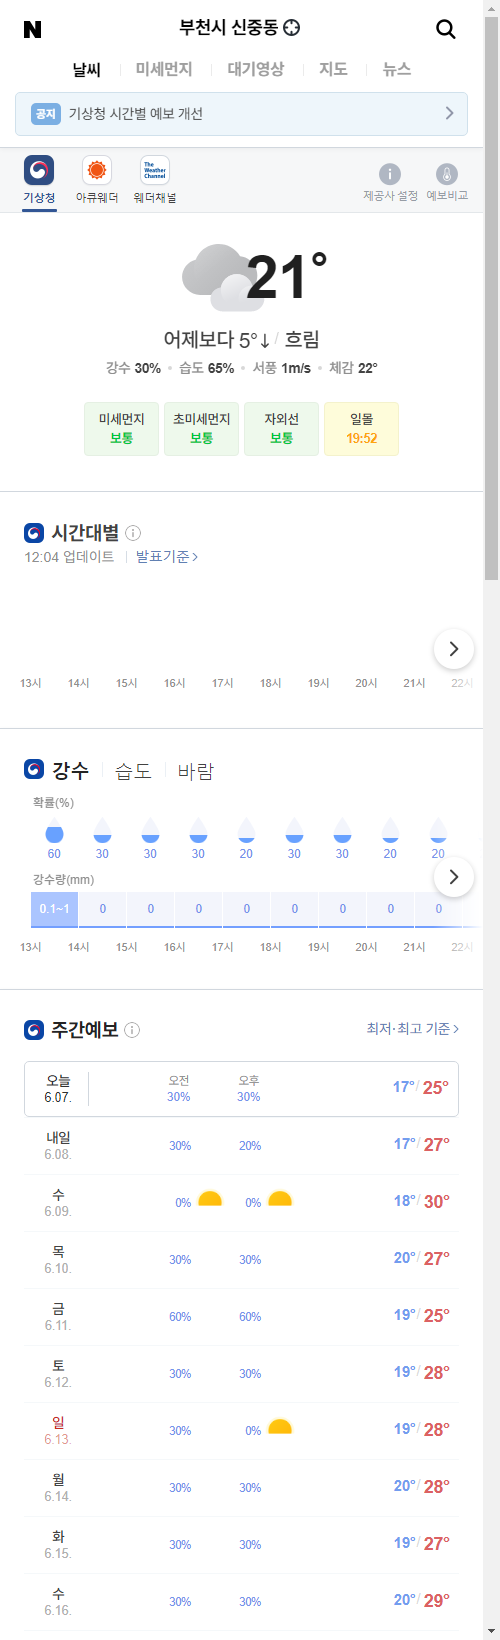 N
부천시 신중동
날씨 미세먼지 대기영상 지도 뉴스
공지 기상청 시간별 예보 개선
The Weather Channel
기상청 아큐웨더 웨더채널 제공사 설정 예보비교
21°
어제보다 5°↓ / 흐림
강수 30% 습도 65% 서풍 1m/s 체감 22°
미세먼지 초미세먼지 자외선 일몰
보통 보통 보통 19:52
시간대별
12:04 업데이트 발표기준
13시 14시 15시 16시 17시 18시 19시 20시 21시 22시
강수 습도 바람
확률(%)
60 30 30 30 20 30 30 20 20
강수량(mm)
0.1~1 0 0 0 0 0 0 0 0
13시 14시 15시 16시 17시 18시 19시 20시 21시 22시
주간예보 최저·최고 기준
오늘 오전 오후
6.07. 30% 30% 17°/ 25°
내일
6.08. 30% 20% 17°/ 27°
수
6.09. 0% 0% 18°/ 30°
목
6.10. 30% 30% 20°/ 27°
금
6.11. 60% 60% 19°/ 25°
토
6.12. 30% 30% 19°/ 28°
일
6.13. 30% 0% 19°/ 28°
월
6.14. 30% 30% 20°/ 28°
화
6.15. 30% 30% 19°/ 27°
수
6.16. 30% 30% 20°/ 29°